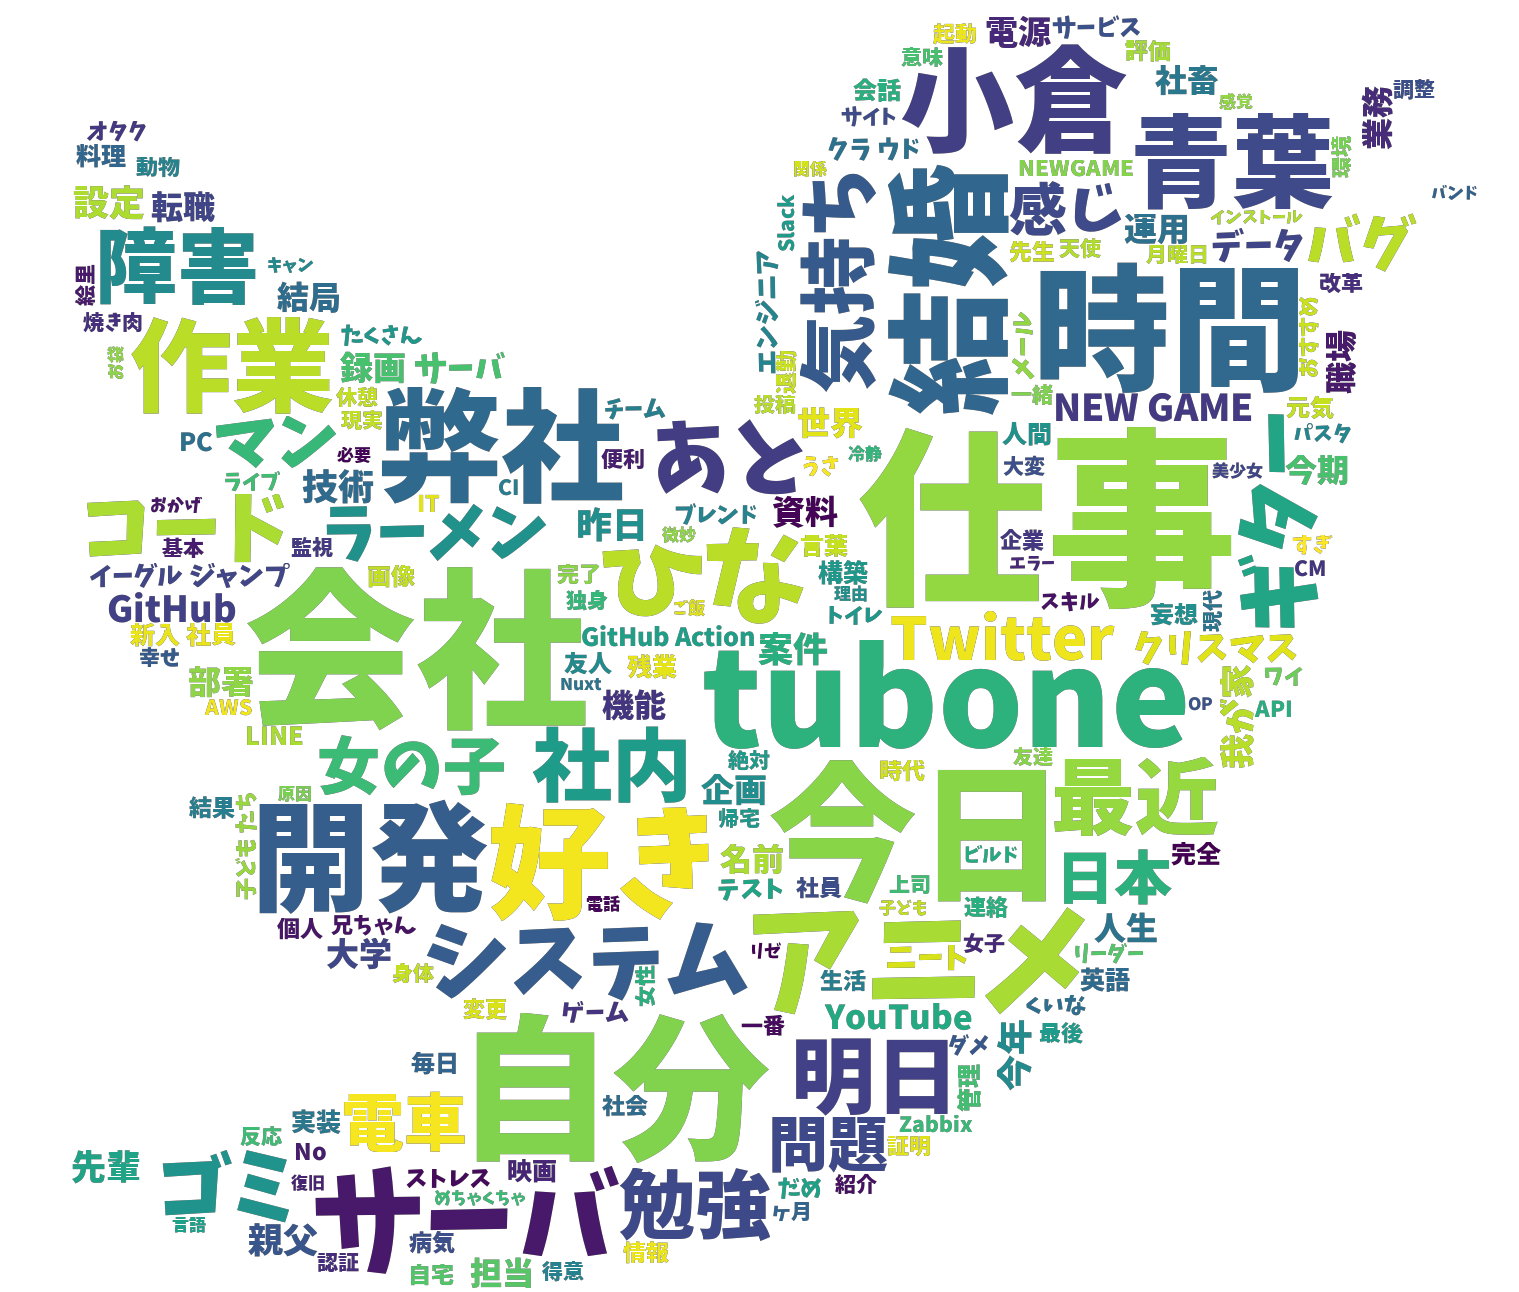 起動
電源
サービス
意味
小倉
評価
社畜
会話
感覚
業務
調整
サイト
青葉
オタク
料理
動物
クラウド
環境
関係
NEWGAME
設定
転職
気持ち
結婚
感じ
バンド
Slack
運用
インストール
障害
先生
天使
月曜日
データ
バグ
キャン
エンジニア
時間
絵里
結局
改革
焼き肉
作業
たくさん
メール
おすすめ
職場
録画
サーバ
退勤
休憩
一緒
NEW GAME
投稿
現実
弊社
チーム
世界
元気
PC
マン
あと
人間
ギター
パスタ
必要
便利
うさ
冷静
仕事
大変
美少女
今期
ライブ
技術
CI
コード
おかげ
IT
ラーメン
昨日
ブレンド
資料
基本
監視
微妙
ひな
言葉
企業
すぎ
エラー
CM
イーグル ジャンプ
画像
完了
構築
GitHub
会社
独身
ご飯
理由
トイレ
スキル
妄想
現代
新入 社員
GitHub Action
案件
Twitter
クリスマス
幸せ
友人
残業
部署
Nuxt
tubone
我が家
ワイ
AWS
機能
OP
API
LINE
女の子
社内
絶対
友達
時代
企画
今日
最近
原因
結果
子どもたち
開発
好き
帰宅
名前
ビルド
日本
完全
テスト
社員
上司
電話
子ども
連絡
個人
兄ちゃん
アニメ
人生
大学
システム
リゼ
ニート
女子
リーダー
身体
女性
生活
英語
変更
ゲーム
一番
YouTube
くいな
今年
最後
自分
明日
ダメ
毎日
管理
電車
社会
実装
問題
Zabbix
反応
証明
先輩
No
ゴミ
復旧
サーバ
ストレス
映画
勉強
だめ
紹介
めちゃくちゃ
ケ月
言語
親父
病気
認証
情報
自宅
担当
得意